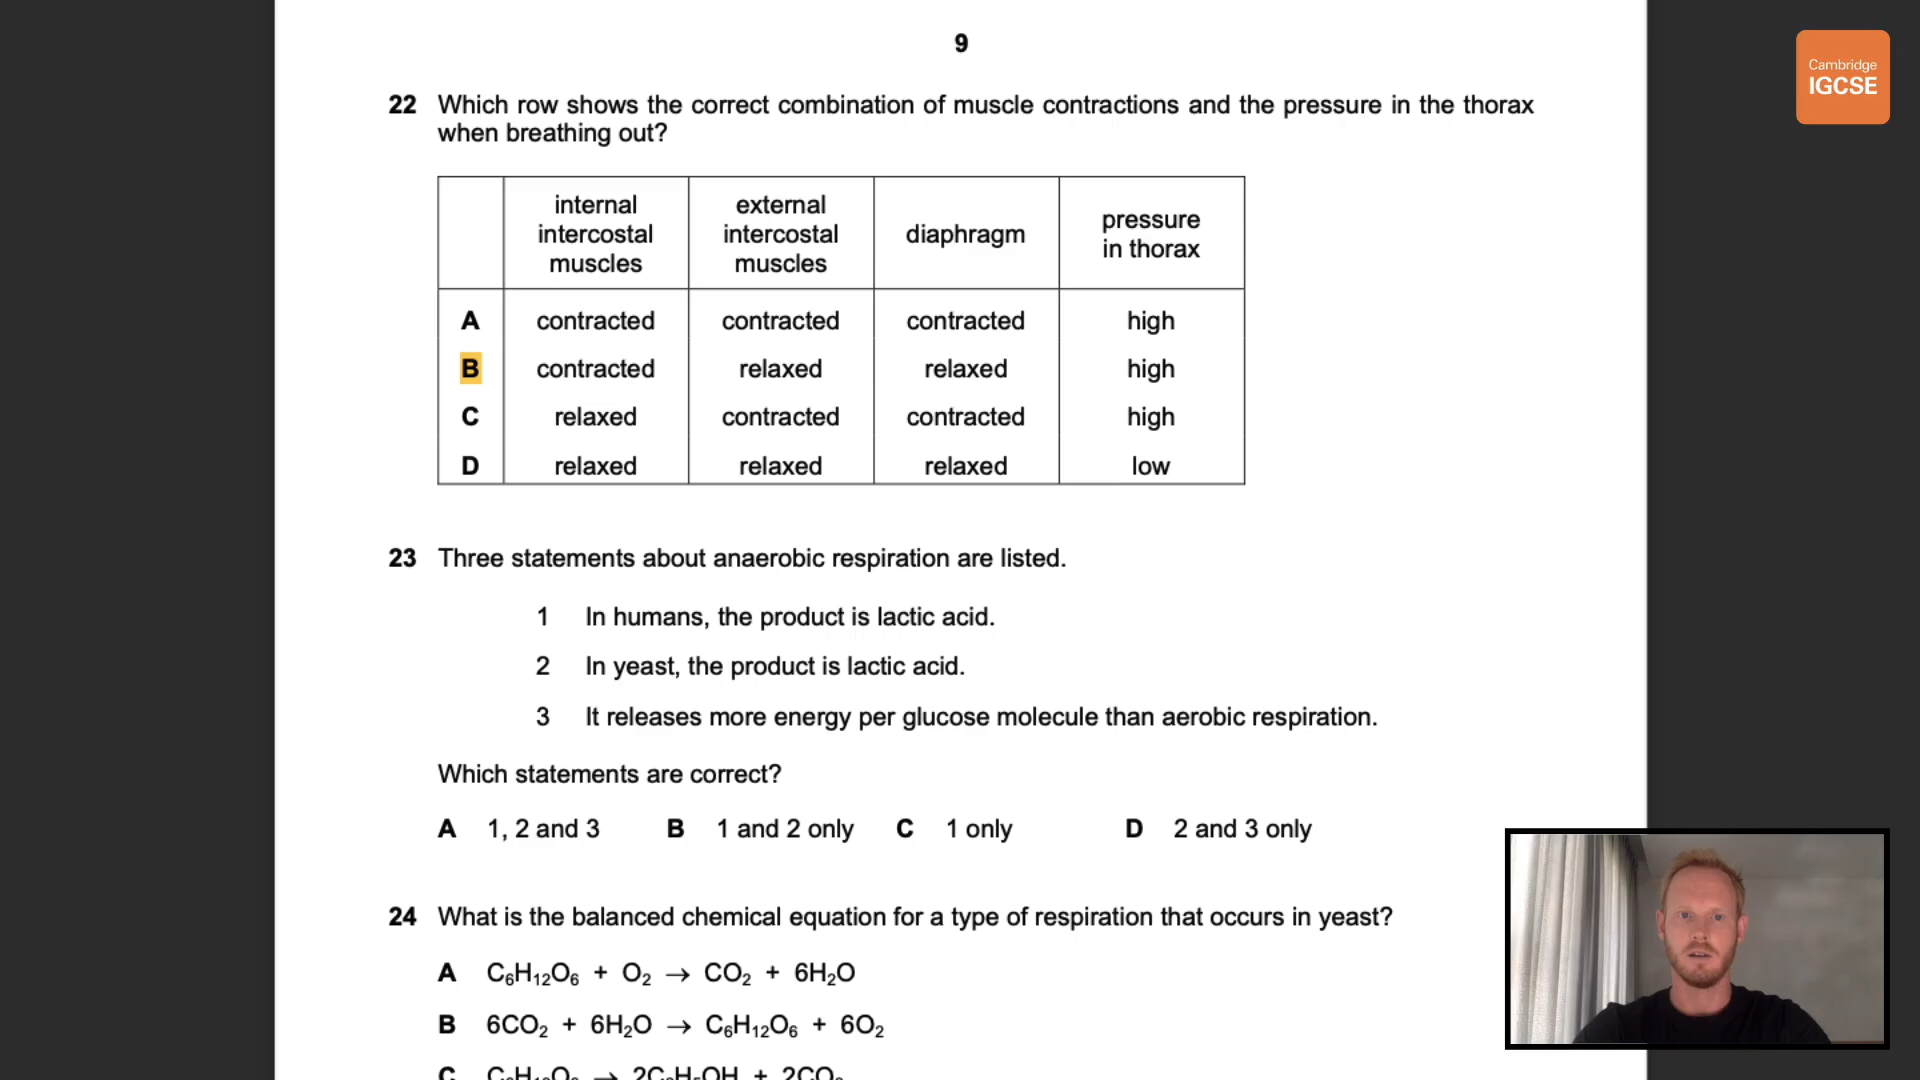 9
Cambridge
IGCSE
22 Which row shows the correct combination of muscle contractions and the pressure in the thorax
when breathing out?
internal intercostal muscles external intercostal muscles diaphragm pressure in thorax
A contracted contracted contracted high
B contracted relaxed relaxed high
C relaxed contracted contracted high
D relaxed relaxed relaxed low
23 Three statements about anaerobic respiration are listed.
1 In humans, the product is lactic acid.
2 In yeast, the product is lactic acid.
3 It releases more energy per glucose molecule than aerobic respiration.
Which statements are correct?
A 1, 2 and 3 B 1 and 2 only C 1 only D 2 and 3 only
24 What is the balanced chemical equation for a type of respiration that occurs in yeast?
A C₆H₁₂O₆ + O₂ → CO₂ + 6H₂O
B 6CO₂ + 6H₂O → C₆H₁₂O₆ + 6O₂
C C₆H₁₂O₆ → 2C₂H₅OH + 2CO₂